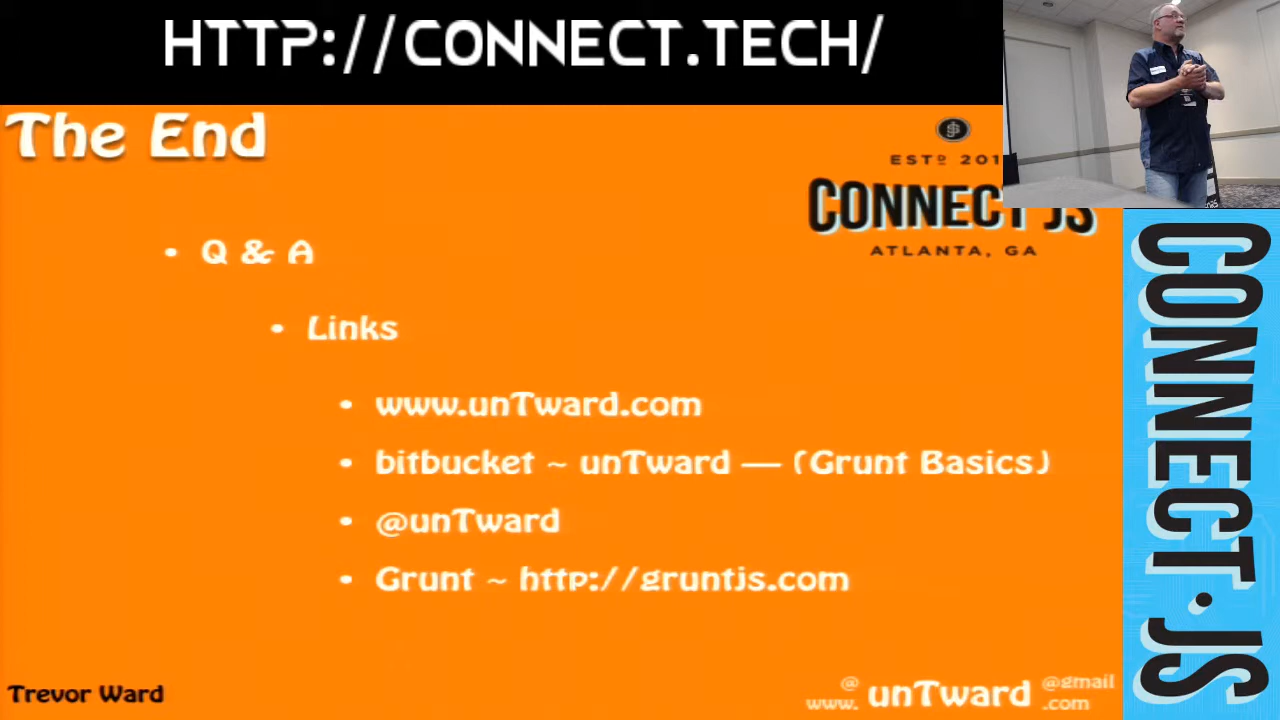 HTTP://CONNECT.TECH/
The End
ESTD 201
CONNECT JS
ATLANTA, GA
• Q & A
• Links
• www.unTward.com
• bitbucket ~ unTward — (Grunt Basics)
• @unTward
• Grunt ~ http://gruntjs.com
Trevor Ward
@ unTward @gmail
www. .com
CONNECT·JS